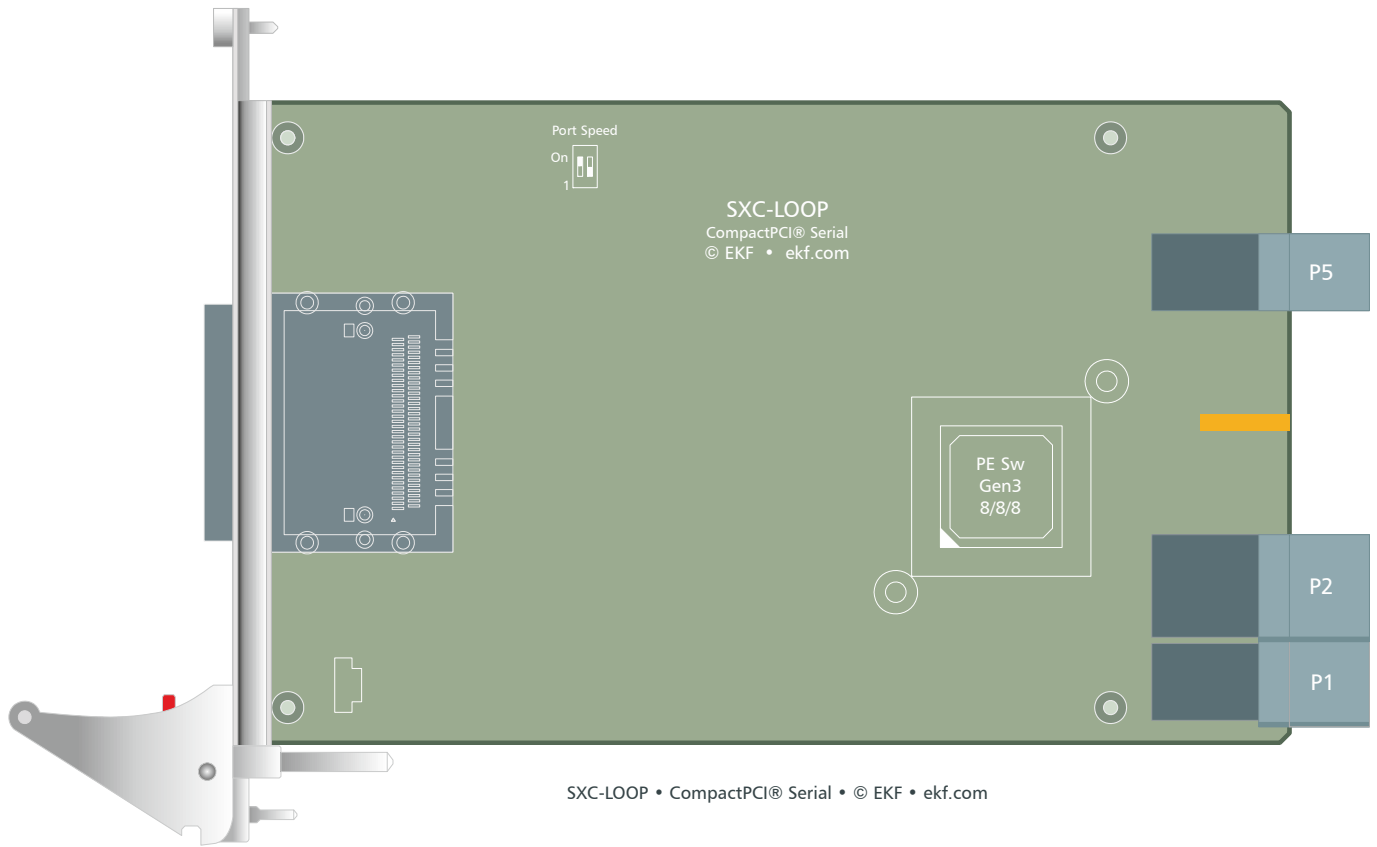 Port Speed
On
1
SXC-LOOP
CompactPCI® Serial
© EKF • ekf.com
P5
PE Sw
Gen3
8/8/8
P2
P1
SXC-LOOP • CompactPCI® Serial • © EKF • ekf.com